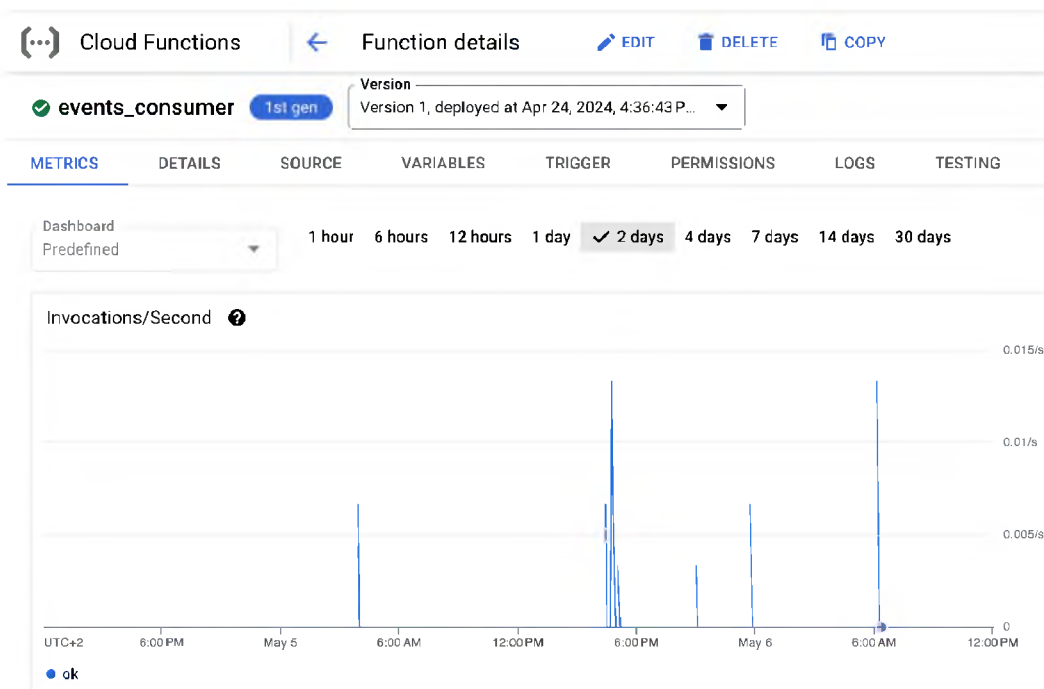 Cloud Functions Function details EDIT DELETE COPY
events_consumer 1st gen Version
Version 1, deployed at Apr 24, 2024, 4:36:43 P...
METRICS DETAILS SOURCE VARIABLES TRIGGER PERMISSIONS LOGS TESTING
Dashboard
Predefined
1 hour 6 hours 12 hours 1 day 2 days 4 days 7 days 14 days 30 days
Invocations/Second
0.015/s
0.01/s
0.005/s
0
UTC+2 6:00 PM May 5 6:00 AM 12:00 PM 6:00 PM May 6 6:00 AM 12:00 PM
ok